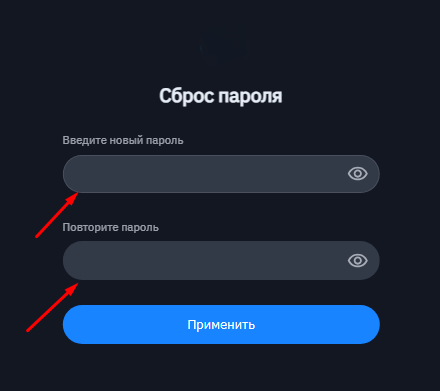 Сброс пароля
Введите новый пароль
Повторите пароль
Применить